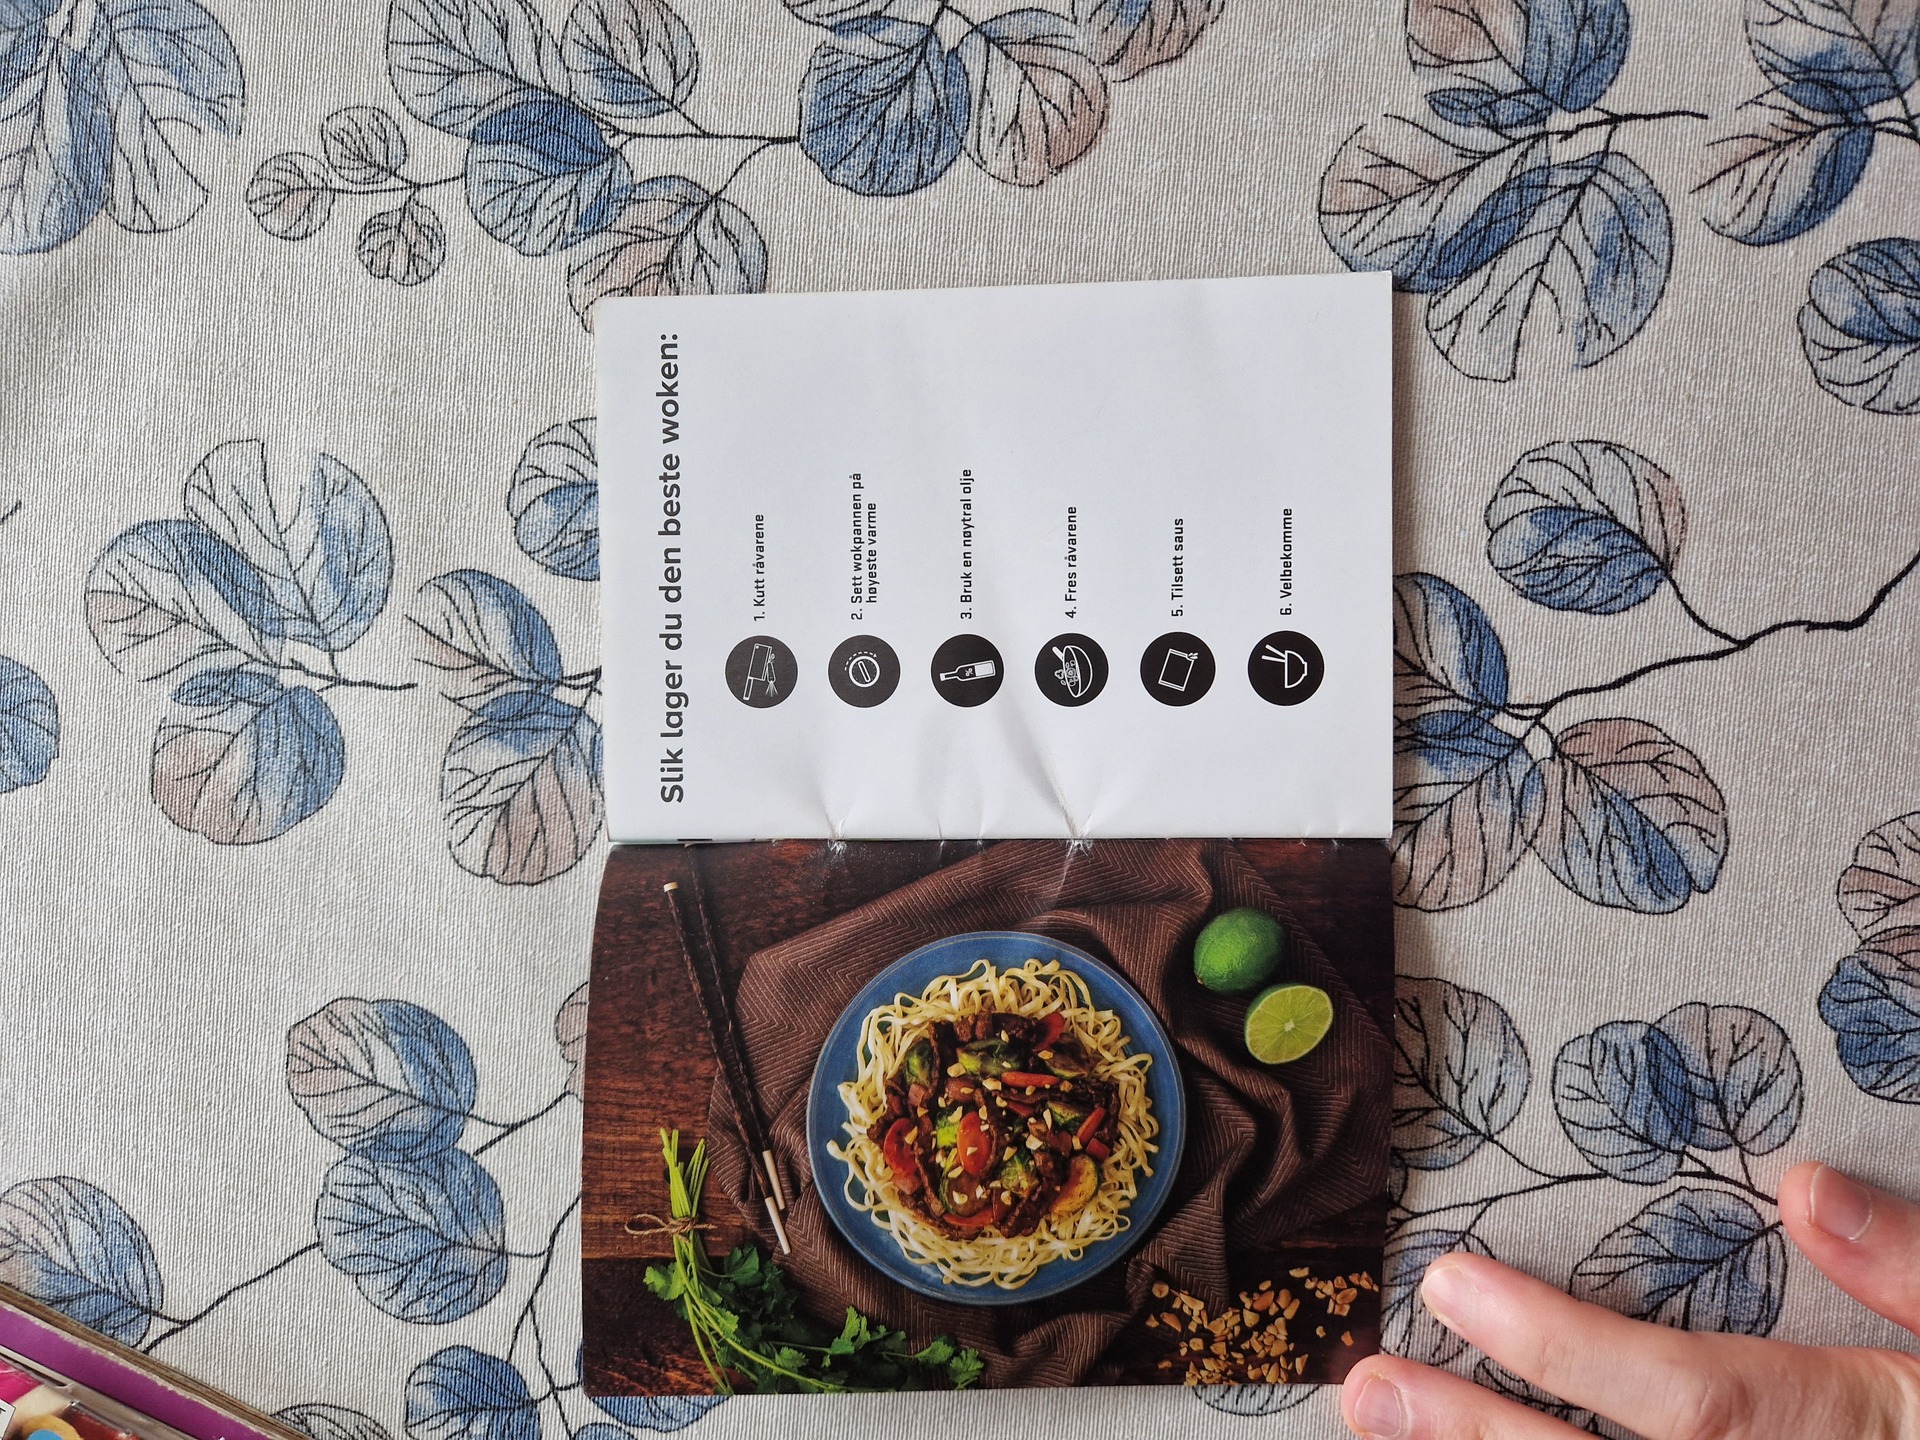 Slik lager du den beste woken:
1. Kutt råvarene
2. Sett wokpannen på
høyeste varme
3. Bruk en nøytral olje
4. Fres råvarene
5. Tilsett saus
6. Velbekomme